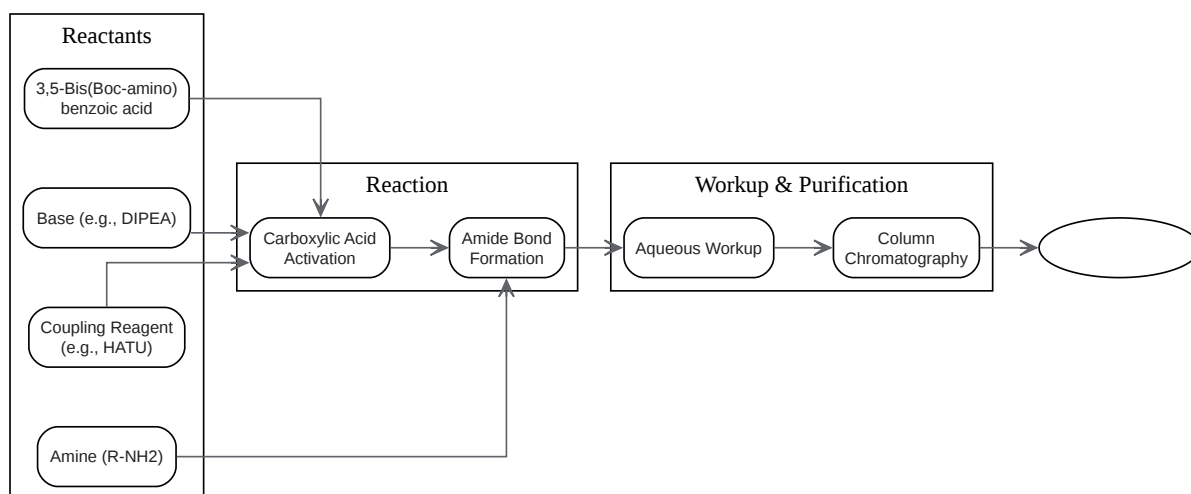 Reactants
3,5-Bis(Boc-amino)
benzoic acid
Base (e.g., DIPEA)
Coupling Reagent
(e.g., HATU)
Amine (R-NH2)
Reaction
Carboxylic Acid
Activation
Amide Bond
Formation
Workup & Purification
Aqueous Workup
Column
Chromatography